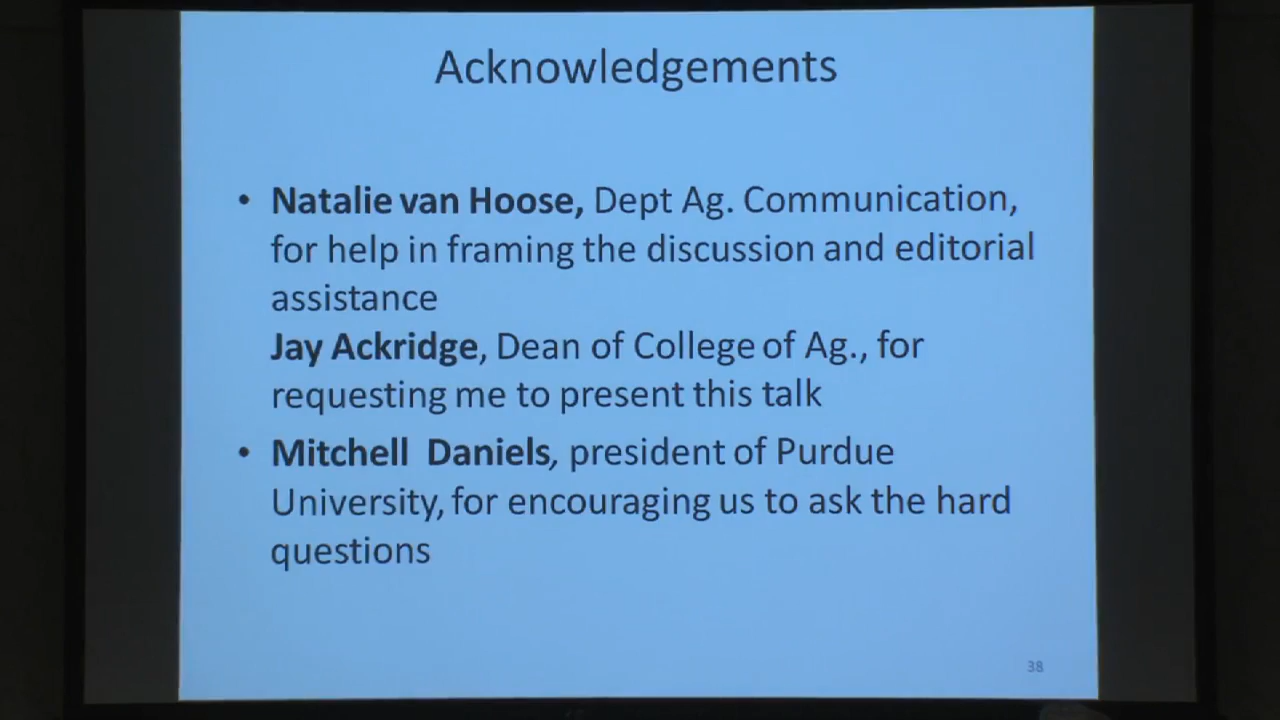 Acknowledgements
• Natalie van Hoose, Dept Ag. Communication,
for help in framing the discussion and editorial
assistance
Jay Ackridge, Dean of College of Ag., for
requesting me to present this talk
• Mitchell Daniels, president of Purdue
University, for encouraging us to ask the hard
questions
38